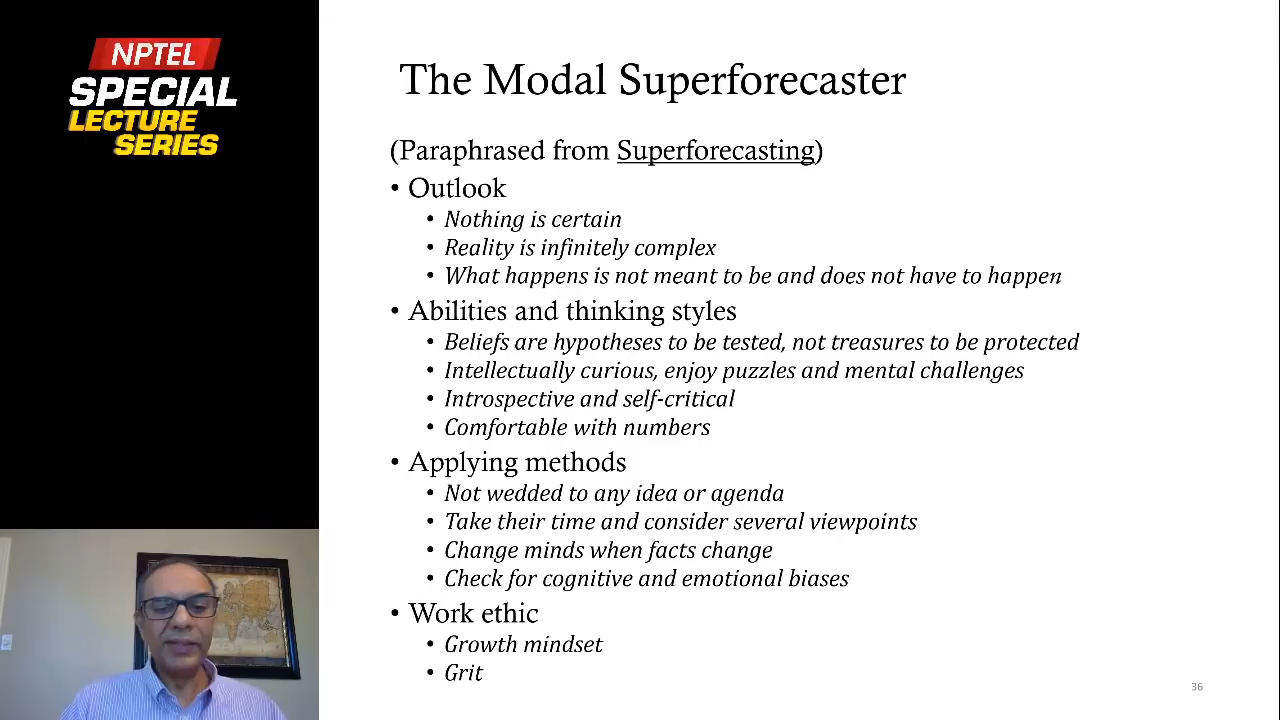 NPTEL
SPECIAL
LECTURE
SERIES
The Modal Superforecaster
(Paraphrased from Superforecasting)
• Outlook
• Nothing is certain
• Reality is infinitely complex
• What happens is not meant to be and does not have to happen
• Abilities and thinking styles
• Beliefs are hypotheses to be tested, not treasures to be protected
• Intellectually curious, enjoy puzzles and mental challenges
• Introspective and self-critical
• Comfortable with numbers
• Applying methods
• Not wedded to any idea or agenda
• Take their time and consider several viewpoints
• Change minds when facts change
• Check for cognitive and emotional biases
• Work ethic
• Growth mindset
• Grit
36